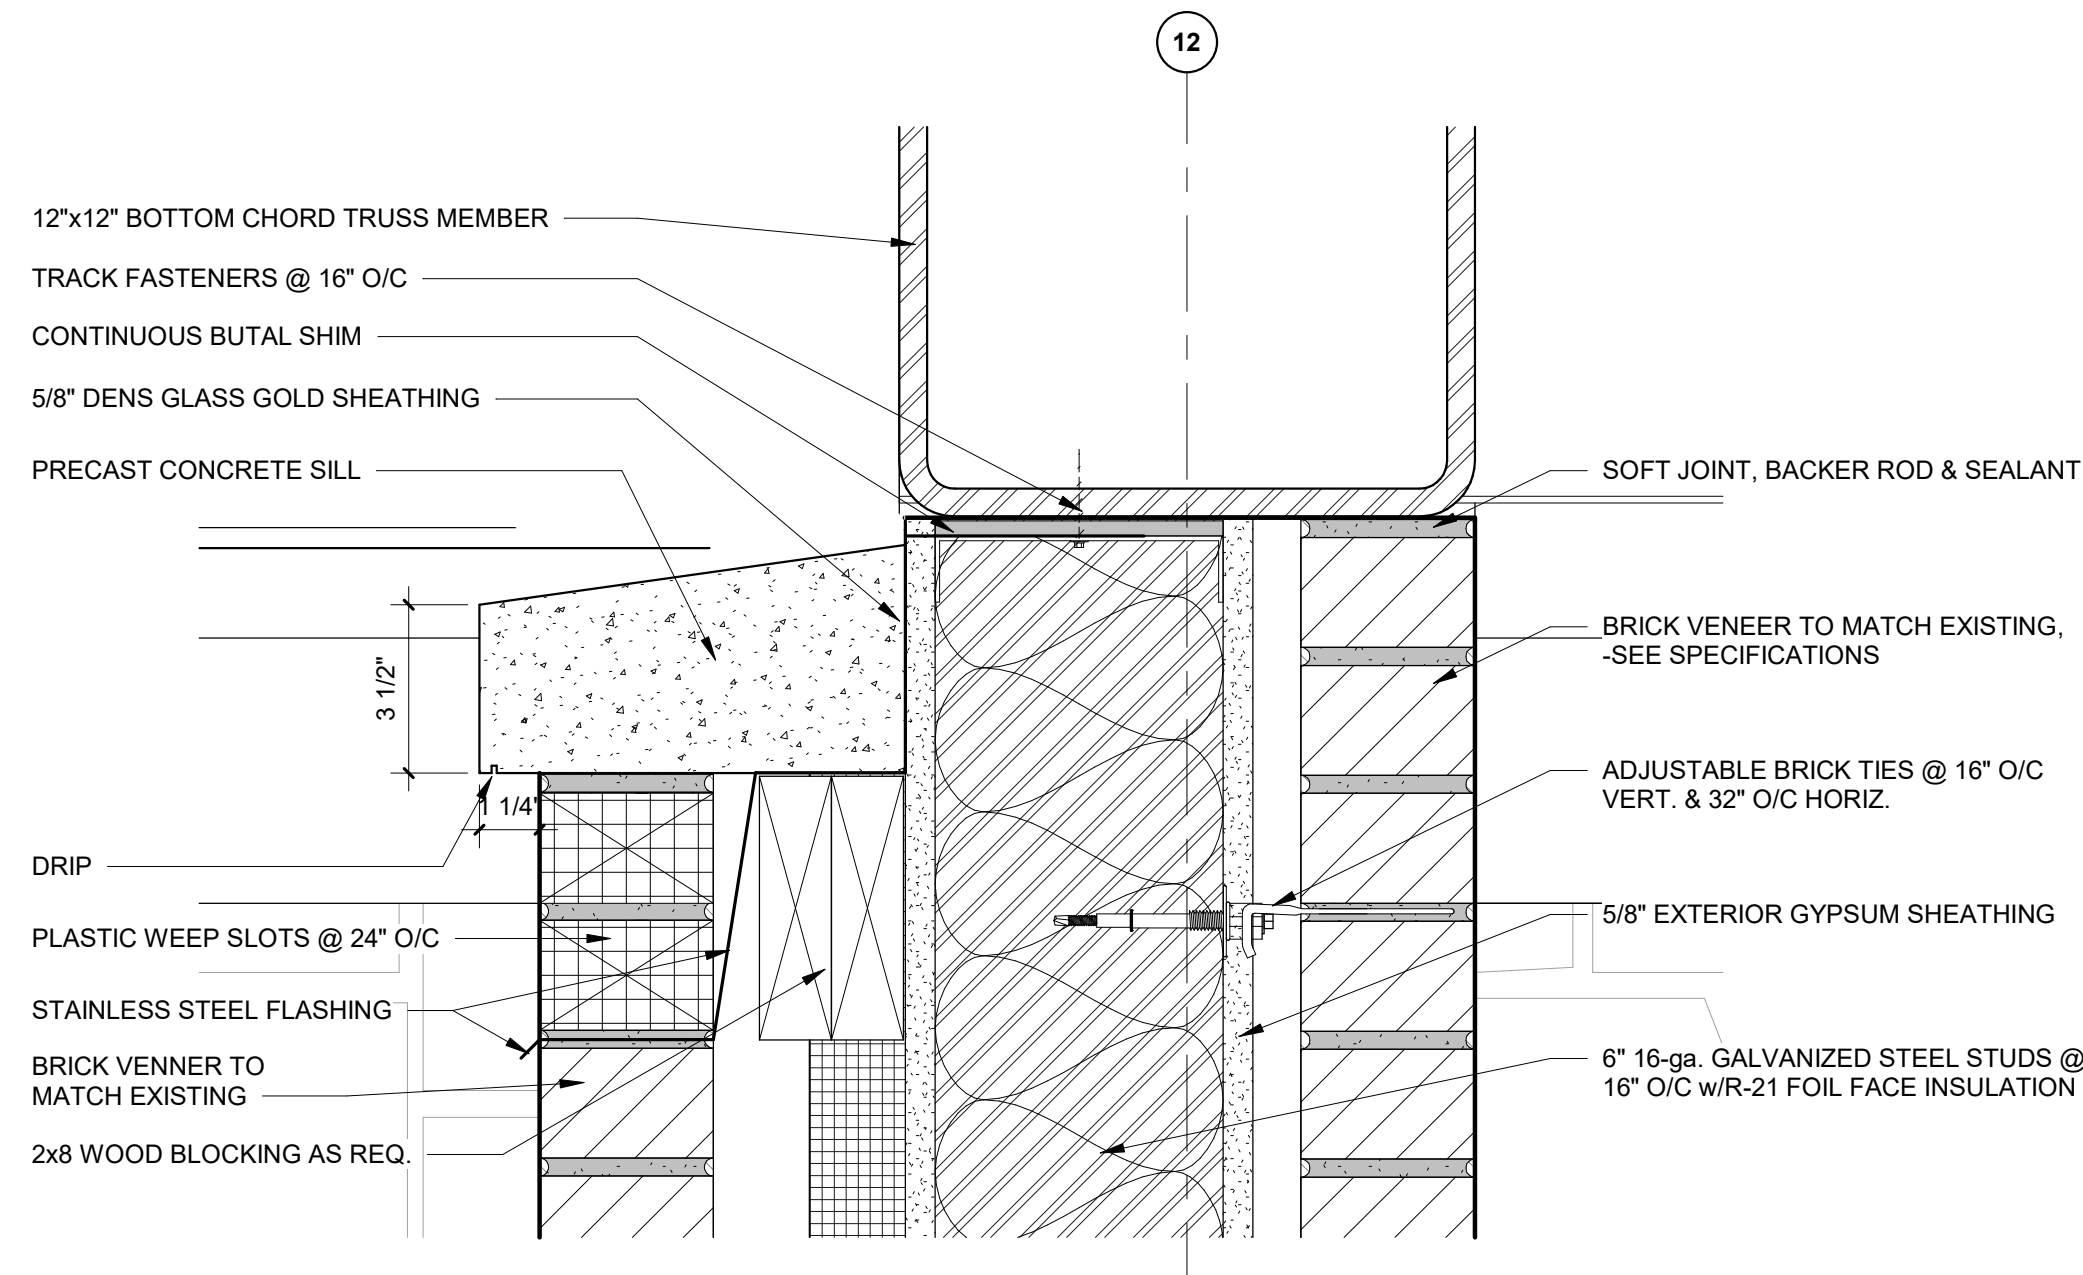 12
12"x12" BOTTOM CHORD TRUSS MEMBER
TRACK FASTENERS @ 16" O/C
CONTINUOUS BUTAL SHIM
5/8" DENS GLASS GOLD SHEATHING
PRECAST CONCRETE SILL
3 1/2"
1 1/4"
DRIP
PLASTIC WEEP SLOTS @ 24" O/C
STAINLESS STEEL FLASHING
BRICK VENNER TO
MATCH EXISTING
2x8 WOOD BLOCKING AS REQ.
SOFT JOINT, BACKER ROD & SEALANT
BRICK VENEER TO MATCH EXISTING,
-SEE SPECIFICATIONS
ADJUSTABLE BRICK TIES @ 16" O/C
VERT. & 32" O/C HORIZ.
5/8" EXTERIOR GYPSUM SHEATHING
6" 16-ga. GALVANIZED STEEL STUDS @
16" O/C w/R-21 FOIL FACE INSULATION